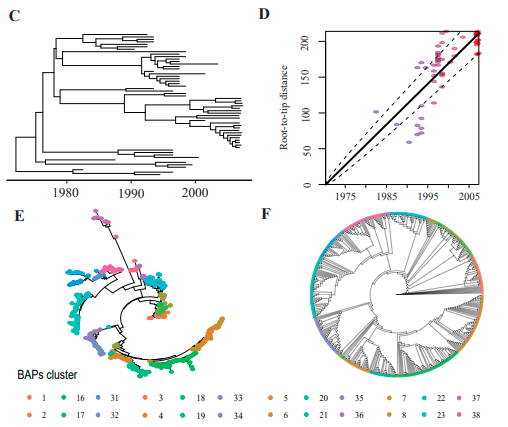 C
1980 1990 2000
D
Root-to-tip distance
0 50 100 150 200
1975 1985 1995 2005
E
F
BAPs cluster
1 16 31 3 18 33 5 20 35 7 22 37
2 17 32 4 19 34 6 21 36 8 23 38